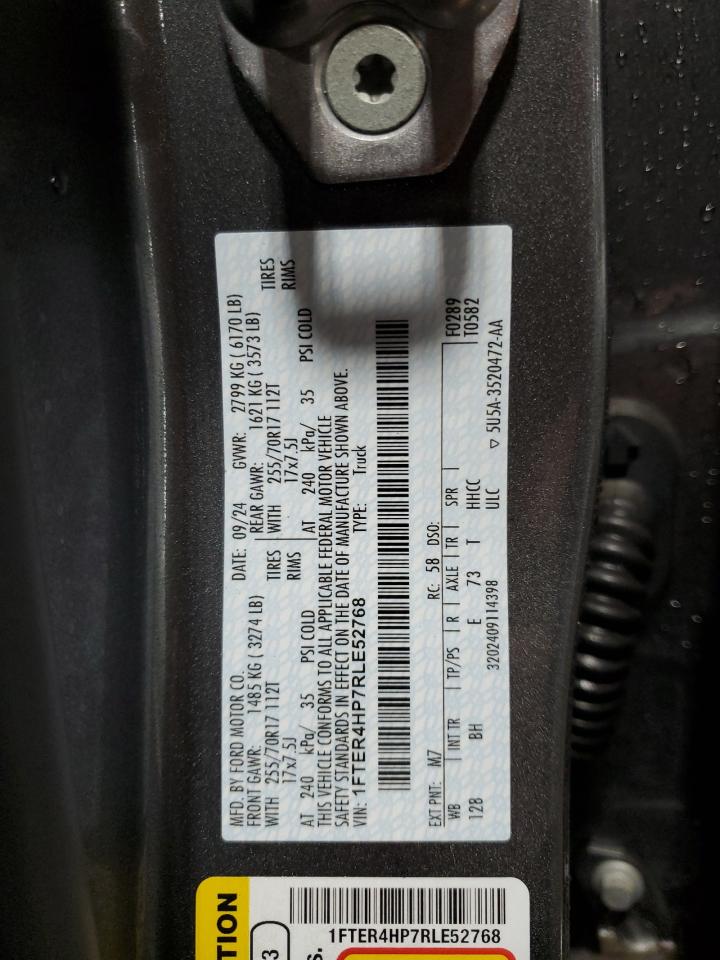 MFD. BY FORD MOTOR CO. DATE: 09/24 GVWR: 2799 KG ( 6170 LB)
FRONT GAWR: 1485 KG ( 3274 LB) REAR GAWR: 1621 KG ( 3573 LB)
WITH 255/70R17 112T TIRES WITH 255/70R17 112T TIRES
17x7.5J RIMS 17x7.5J RIMS
AT 240 kPa/ 35 PSI COLD AT 240 kPa/ 35 PSI COLD
THIS VEHICLE CONFORMS TO ALL APPLICABLE FEDERAL MOTOR VEHICLE
SAFETY STANDARDS IN EFFECT ON THE DATE OF MANUFACTURE SHOWN ABOVE.
VIN: 1FTER4HP7RLE52768 TYPE: Truck
EXT PNT: M7 RC: 58 DSO: F0289
WB INT TR TP/PS R AXLE TR SPR T0582
128 BH E 73 T HHCC
3202409114398 ULC ▽ 5U5A-3520472-AA
1FTER4HP7RLE52768
TION
3
S.